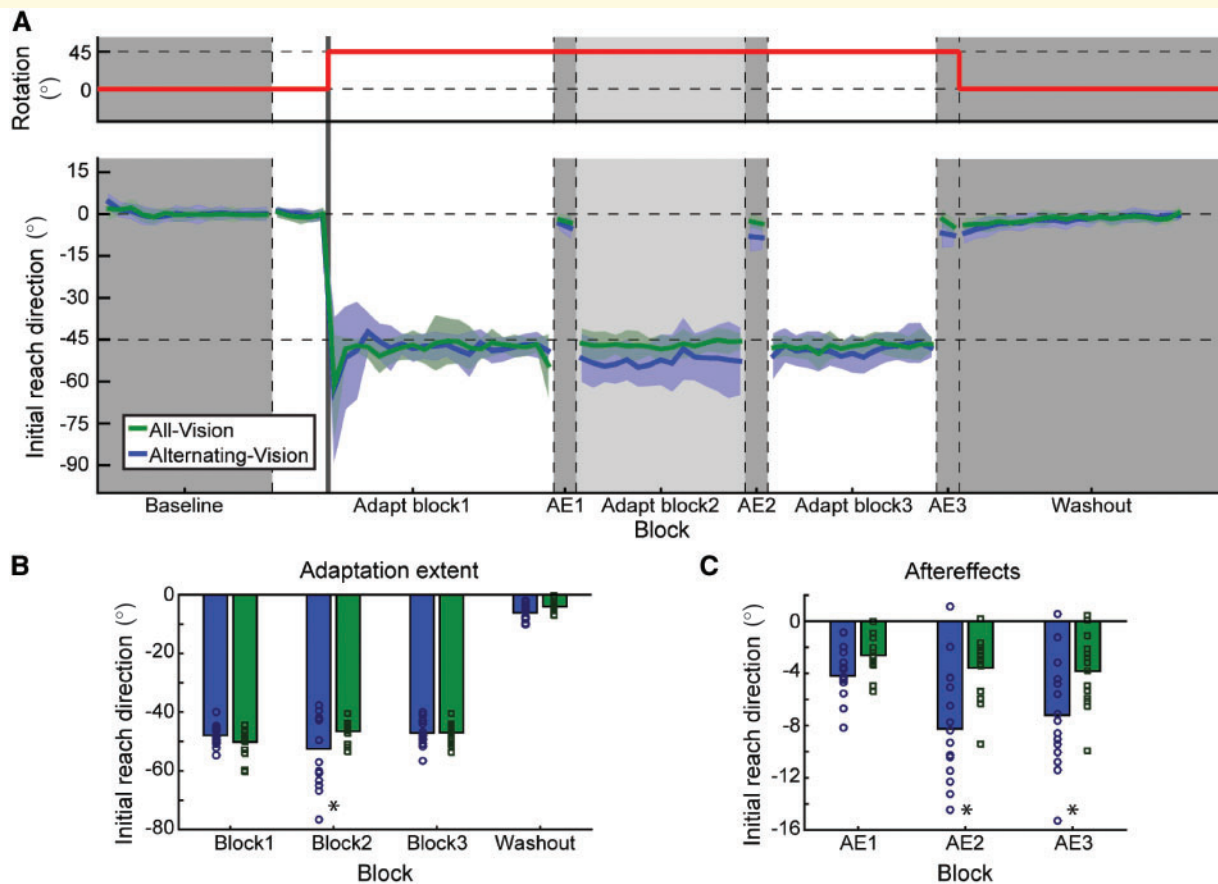 A
Rotation
(°)
45
0
Initial reach direction (°)
15
0
-15
-30
-45
-60
-75
-90
All-Vision
Alternating-Vision
Baseline
Adapt block1
AE1
Adapt block2
AE2
Adapt block3
AE3
Washout
Block
B
Adaptation extent
Initial reach direction (°)
0
-20
-40
-60
-80
*
Block1
Block2
Block3
Washout
Block
C
Aftereffects
Initial reach direction (°)
0
-4
-8
-12
-16
*
*
AE1
AE2
AE3
Block